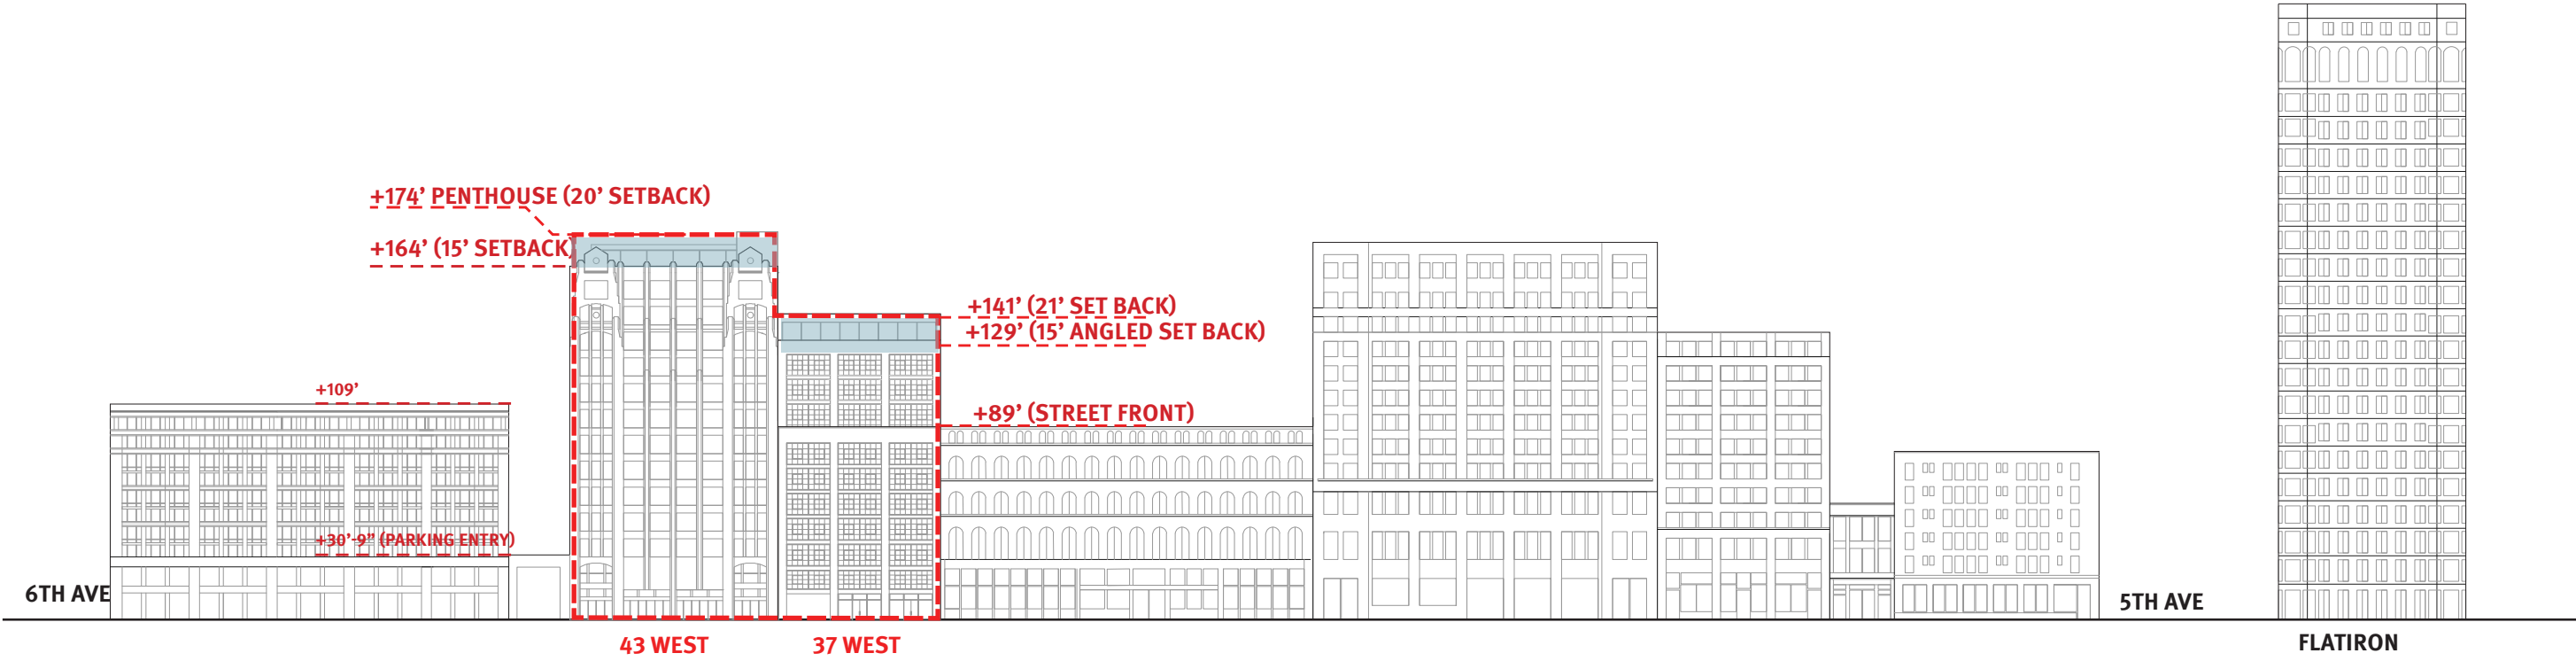 +174’ PENTHOUSE (20’ SETBACK)
+164’ (15’ SETBACK)
+141’ (21’ SET BACK)
+129’ (15’ ANGLED SET BACK)
+109’
+89’ (STREET FRONT)
+30’-9” (PARKING ENTRY)
6TH AVE
5TH AVE
43 WEST
37 WEST
FLATIRON